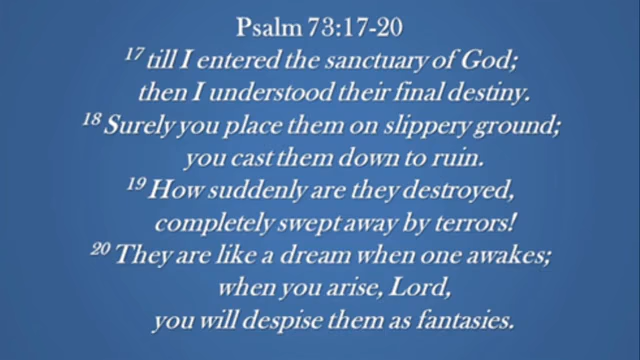 Psalm 73:17-20
17 till I entered the sanctuary of God;
then I understood their final destiny.
18 Surely you place them on slippery ground;
you cast them down to ruin.
19 How suddenly are they destroyed,
completely swept away by terrors!
20 They are like a dream when one awakes;
when you arise, Lord,
you will despise them as fantasies.